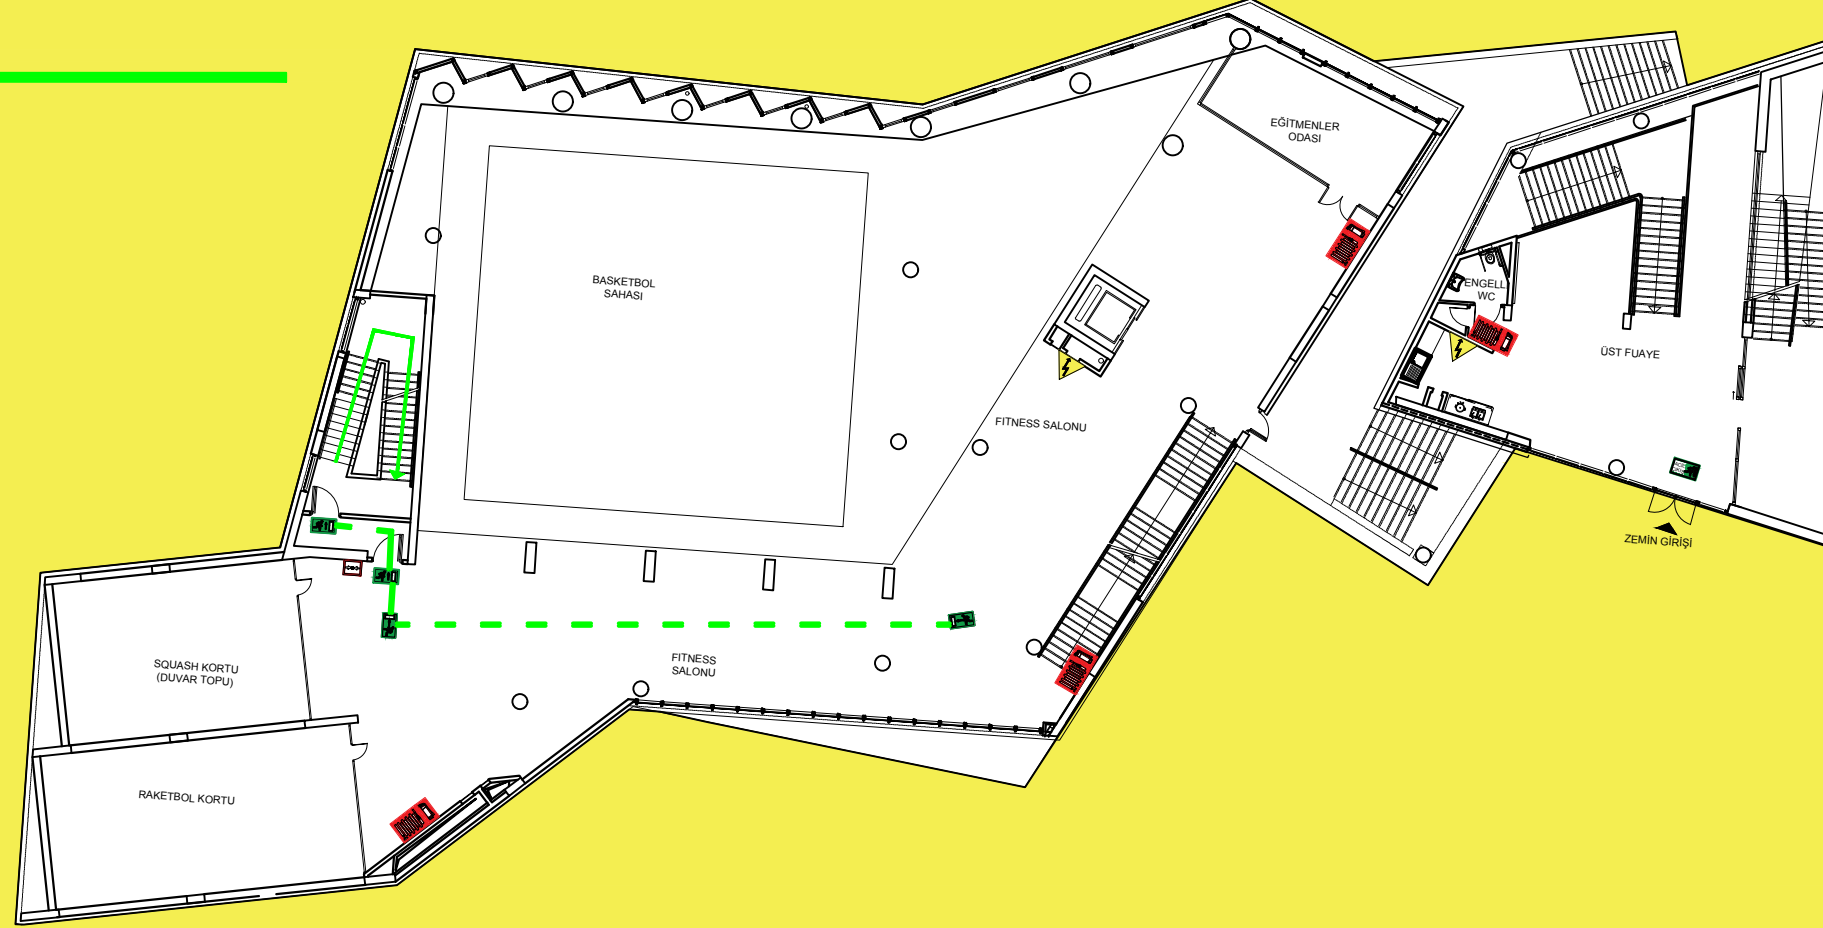 EĞİTMENLER
ODASI
BASKETBOL
SAHASI
ENGELLİ
WC
ÜST FUAYE
FITNESS SALONU
ZEMİN GİRİŞİ
FITNESS
SALONU
SQUASH KORTU
(DUVAR TOPU)
RAKETBOL KORTU